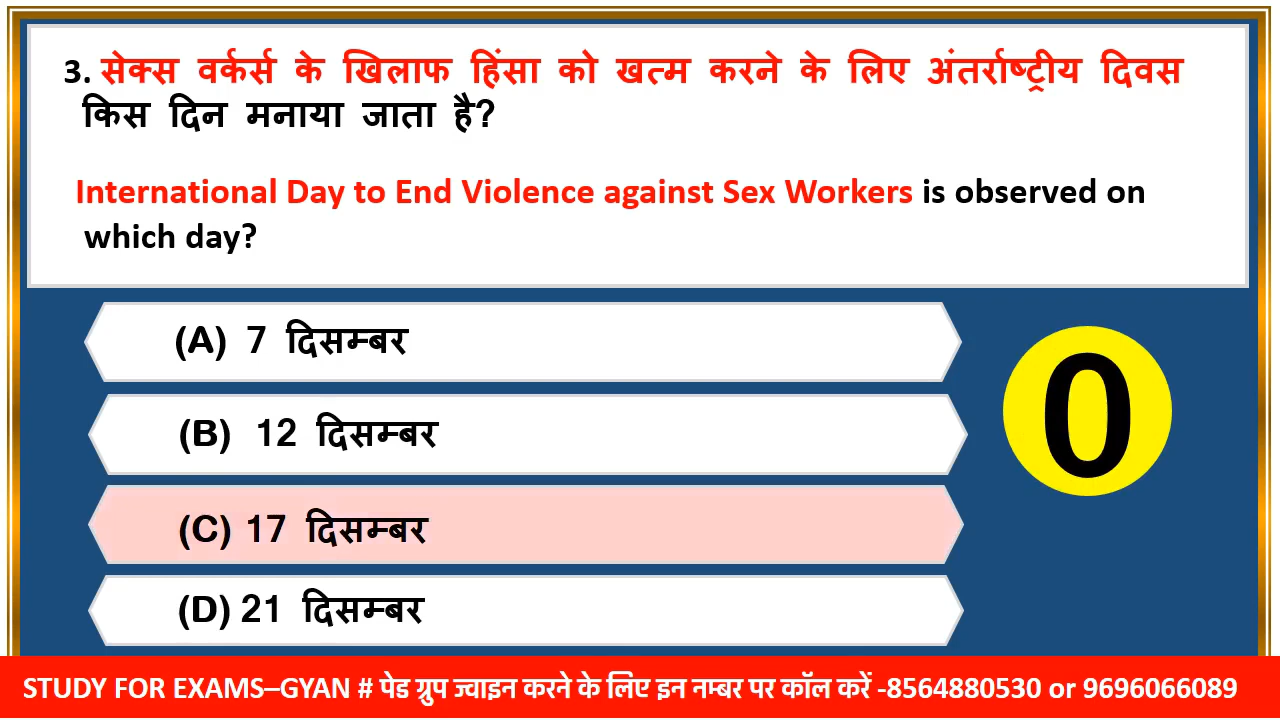 3. सेक्स वर्कर्स के खिलाफ हिंसा को खत्म करने के लिए अंतर्राष्ट्रीय दिवस
किस दिन मनाया जाता है?
International Day to End Violence against Sex Workers is observed on
which day?
(A) 7 दिसम्बर
(B) 12 दिसम्बर
(C) 17 दिसम्बर
(D) 21 दिसम्बर
0
STUDY FOR EXAMS–GYAN # पेड ग्रुप ज्वाइन करने के लिए इन नम्बर पर कॉल करें -8564880530 or 9696066089